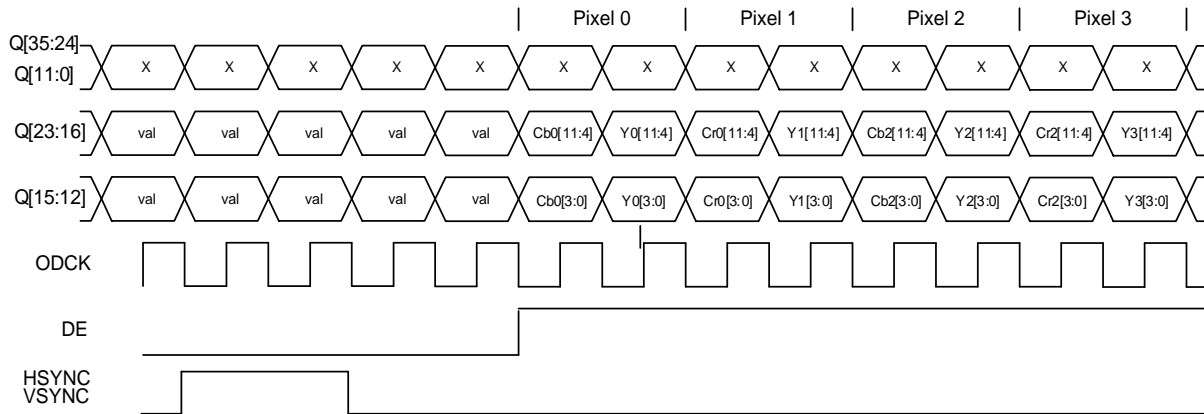 Pixel 0 Pixel 1 Pixel 2 Pixel 3
Q[35:24]
Q[11:0]
X X X X X X X X X X X X X
Q[23:16] val val val val val Cb0[11:4] Y0[11:4] Cr0[11:4] Y1[11:4] Cb2[11:4] Y2[11:4] Cr2[11:4] Y3[11:4]
Q[15:12] val val val val val Cb0[3:0] Y0[3:0] Cr0[3:0] Y1[3:0] Cb2[3:0] Y2[3:0] Cr2[3:0] Y3[3:0]
ODCK
DE
HSYNC
VSYNC